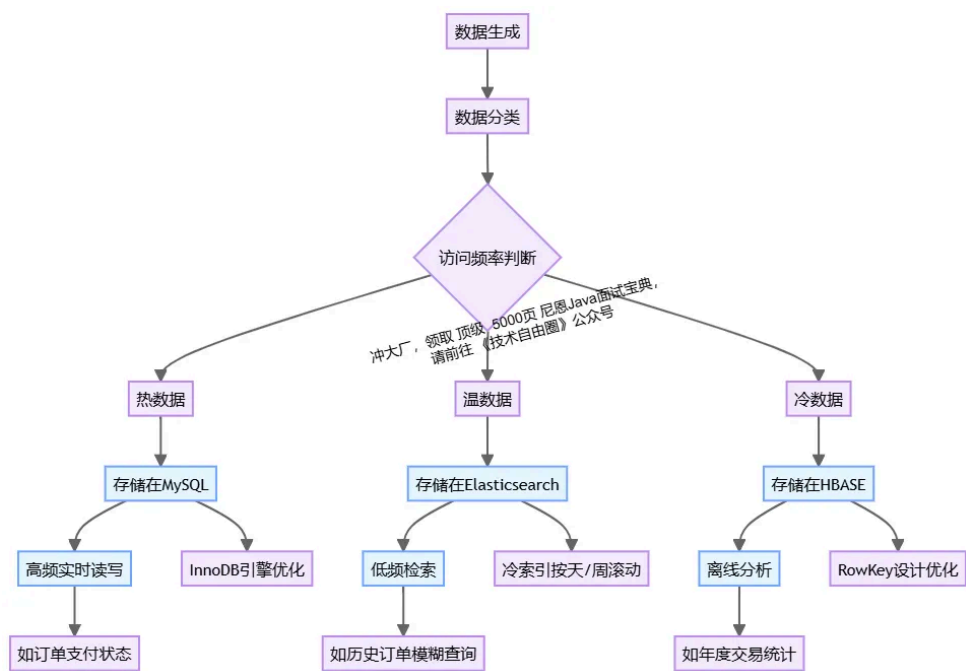 数据生成
数据分类
访问频率判断
冲大厂，领取 顶级 5000页 尼恩Java面试宝典，
请前往 《技术自由圈》公众号
热数据
温数据
冷数据
存储在MySQL
存储在Elasticsearch
存储在HBASE
高频实时读写
InnoDB引擎优化
低频检索
冷索引按天/周滚动
离线分析
RowKey设计优化
如订单支付状态
如历史订单模糊查询
如年度交易统计